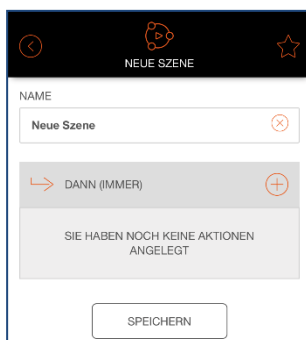 NEUE SZENE
NAME
Neue Szene
DANN (IMMER)
SIE HABEN NOCH KEINE AKTIONEN
ANGELEGT
SPEICHERN